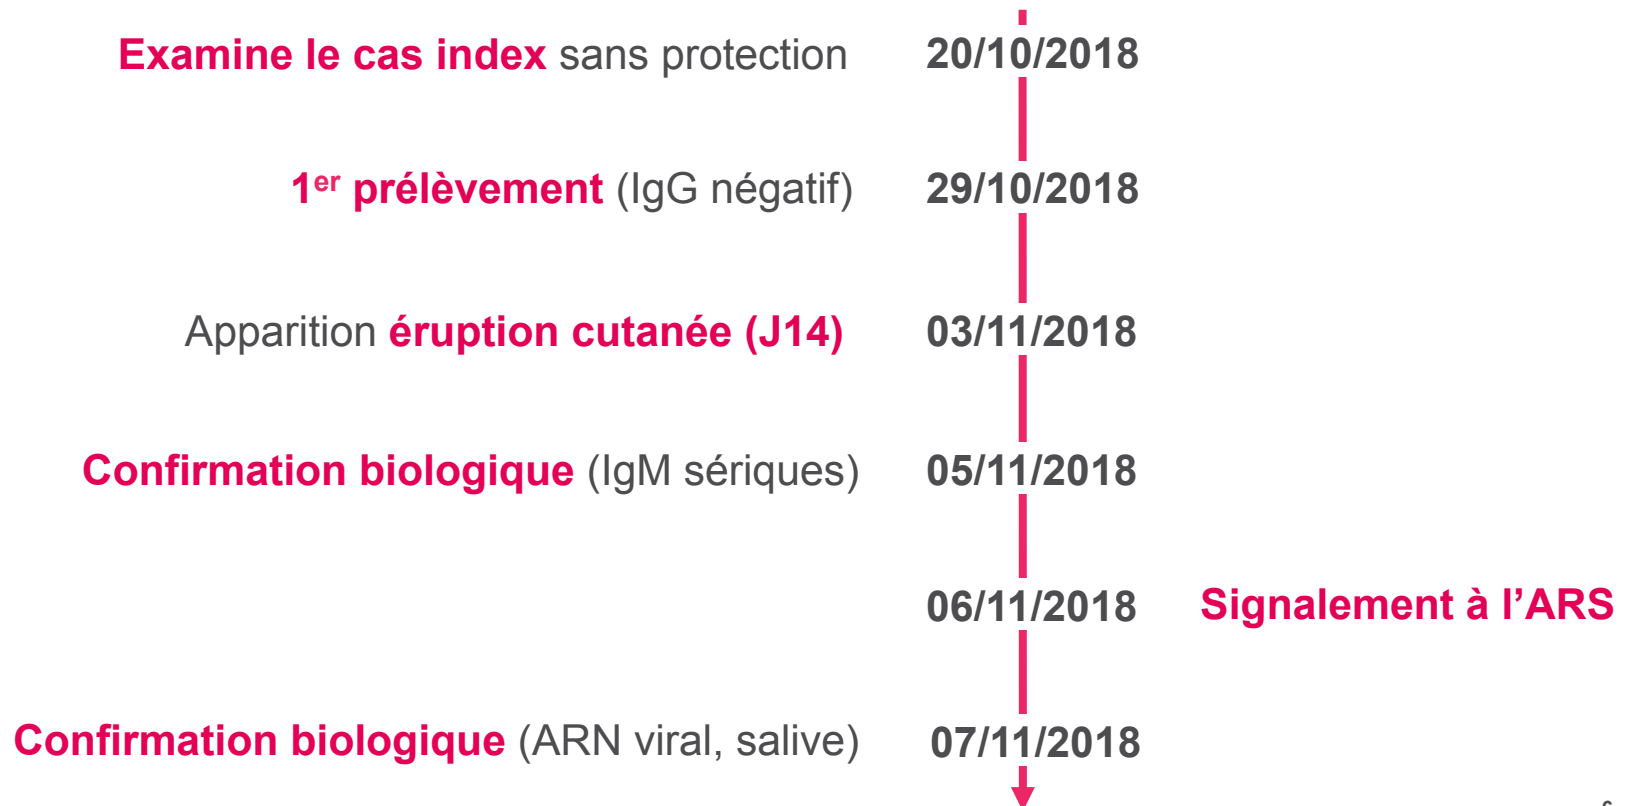 Examine le cas index sans protection 20/10/2018
1er prélèvement (IgG négatif) 29/10/2018
Apparition éruption cutanée (J14) 03/11/2018
Confirmation biologique (IgM sériques) 05/11/2018
06/11/2018 Signalement à l’ARS
Confirmation biologique (ARN viral, salive) 07/11/2018